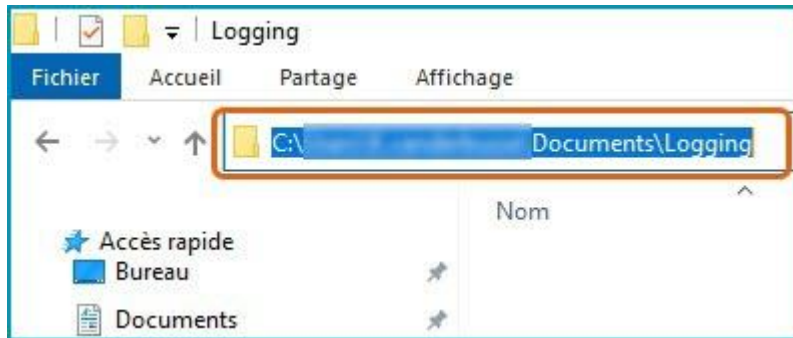 Logging
Fichier Accueil Partage Affichage
C:\ Documents\Logging
Nom
Accès rapide
Bureau
Documents